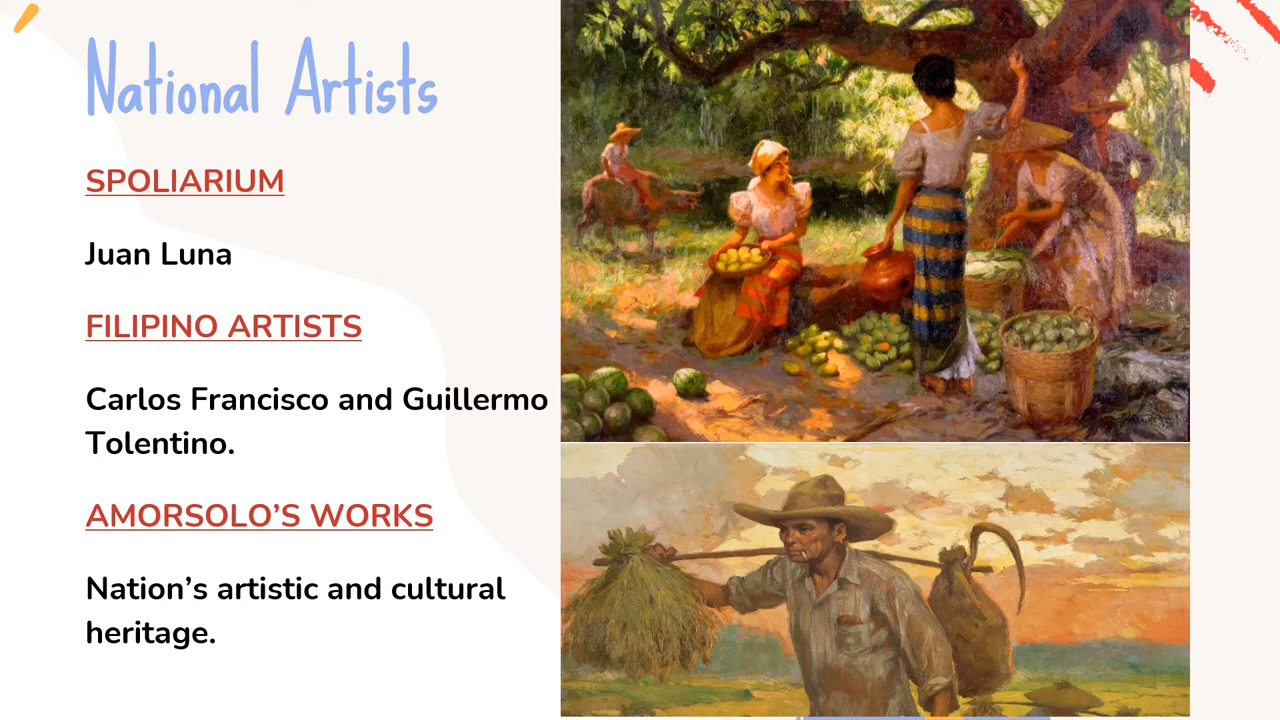 National Artists
SPOLIARIUM
Juan Luna
FILIPINO ARTISTS
Carlos Francisco and Guillermo
Tolentino.
AMORSOLO’S WORKS
Nation’s artistic and cultural
heritage.